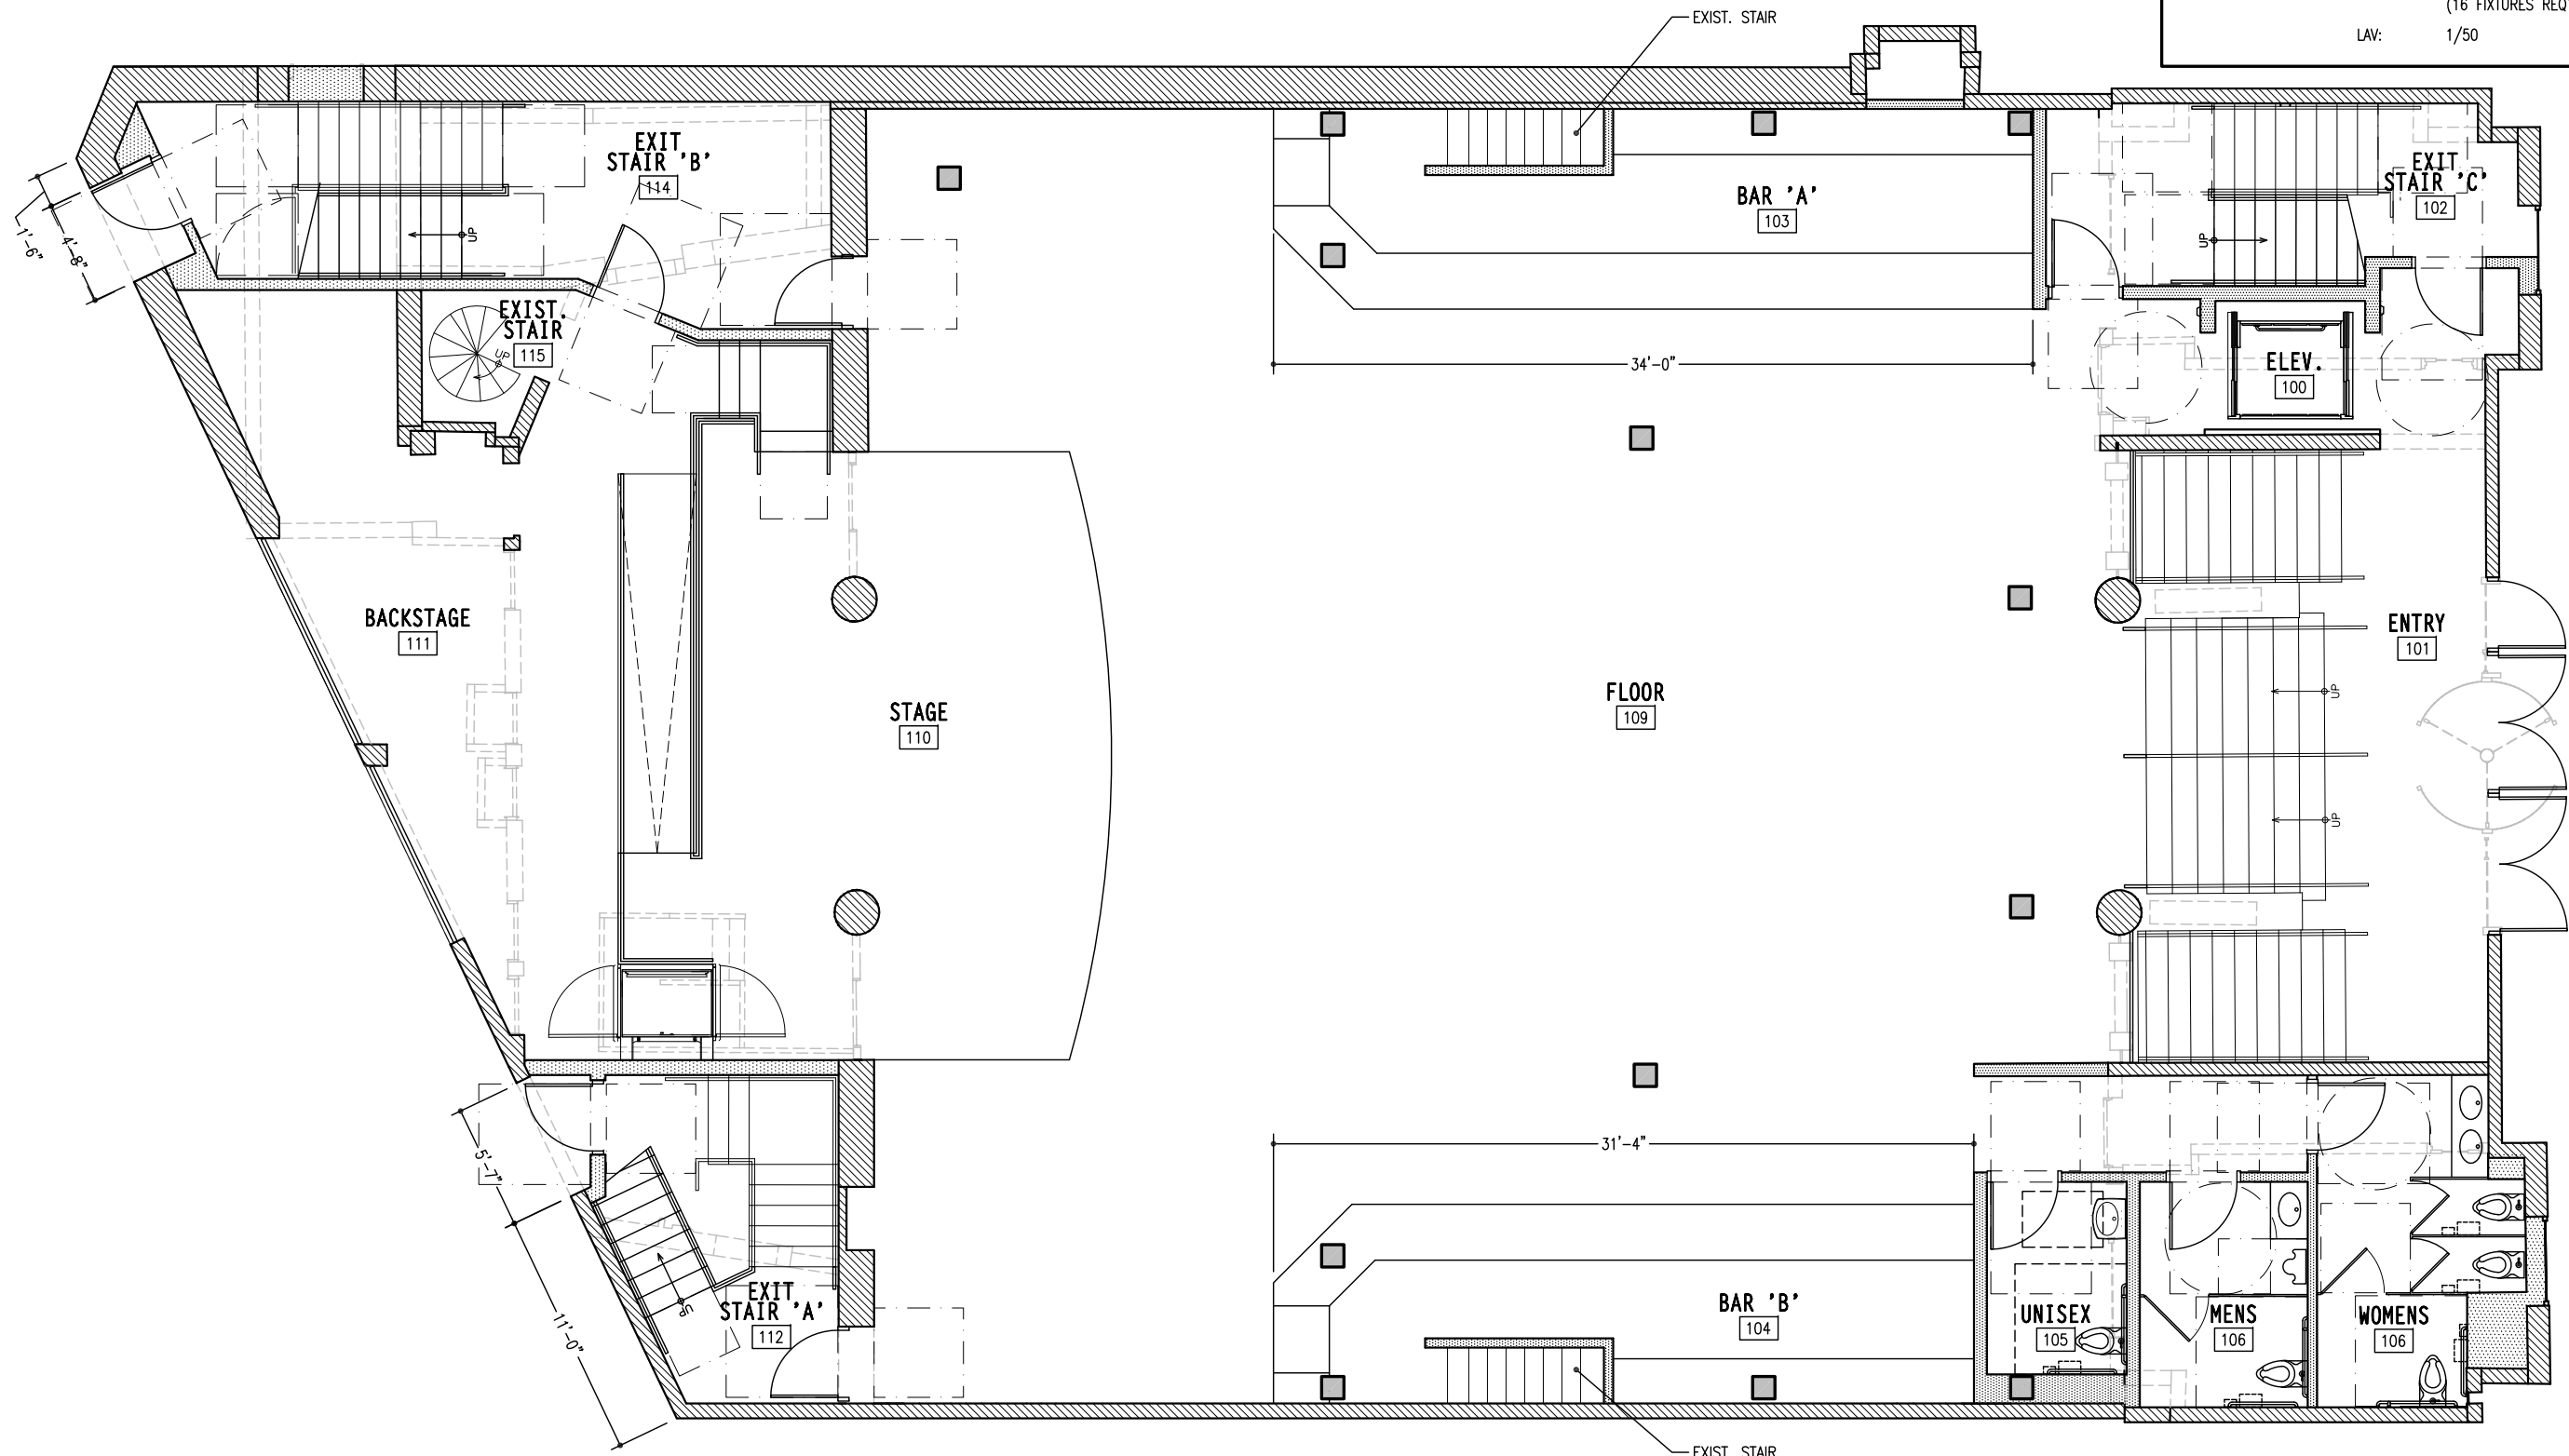 (16 FIXTURES REQ'
LAV: 1/50
EXIST. STAIR
EXIT
STAIR 'B'
114
EXIT
STAIR 'C'
102
BAR 'A'
103
UP
UP
1'-6"
4'-8"
EXIST.
STAIR
115
UP
34'-0"
ELEV.
100
BACKSTAGE
111
ENTRY
101
STAGE
110
FLOOR
109
UP
UP
31'-4"
5'-7"
11'-0"
UP
EXIT
STAIR 'A'
112
BAR 'B'
104
UNISEX
105
MENS
106
WOMENS
106
EXIST. STAIR